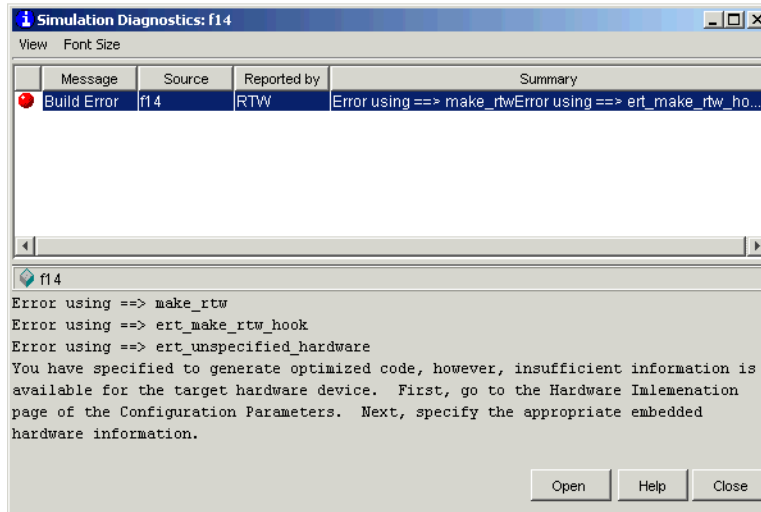 Simulation Diagnostics: f14
View Font Size
Message Source Reported by Summary
Build Error f14 RTW Error using ==> make_rtwError using ==> ert_make_rtw_ho...
f14
Error using ==> make_rtw
Error using ==> ert_make_rtw_hook
Error using ==> ert_unspecified_hardware
You have specified to generate optimized code, however, insufficient information is
available for the target hardware device.  First, go to the Hardware Imlemenation
page of the Configuration Parameters.  Next, specify the appropriate embedded
hardware information.
Open Help Close